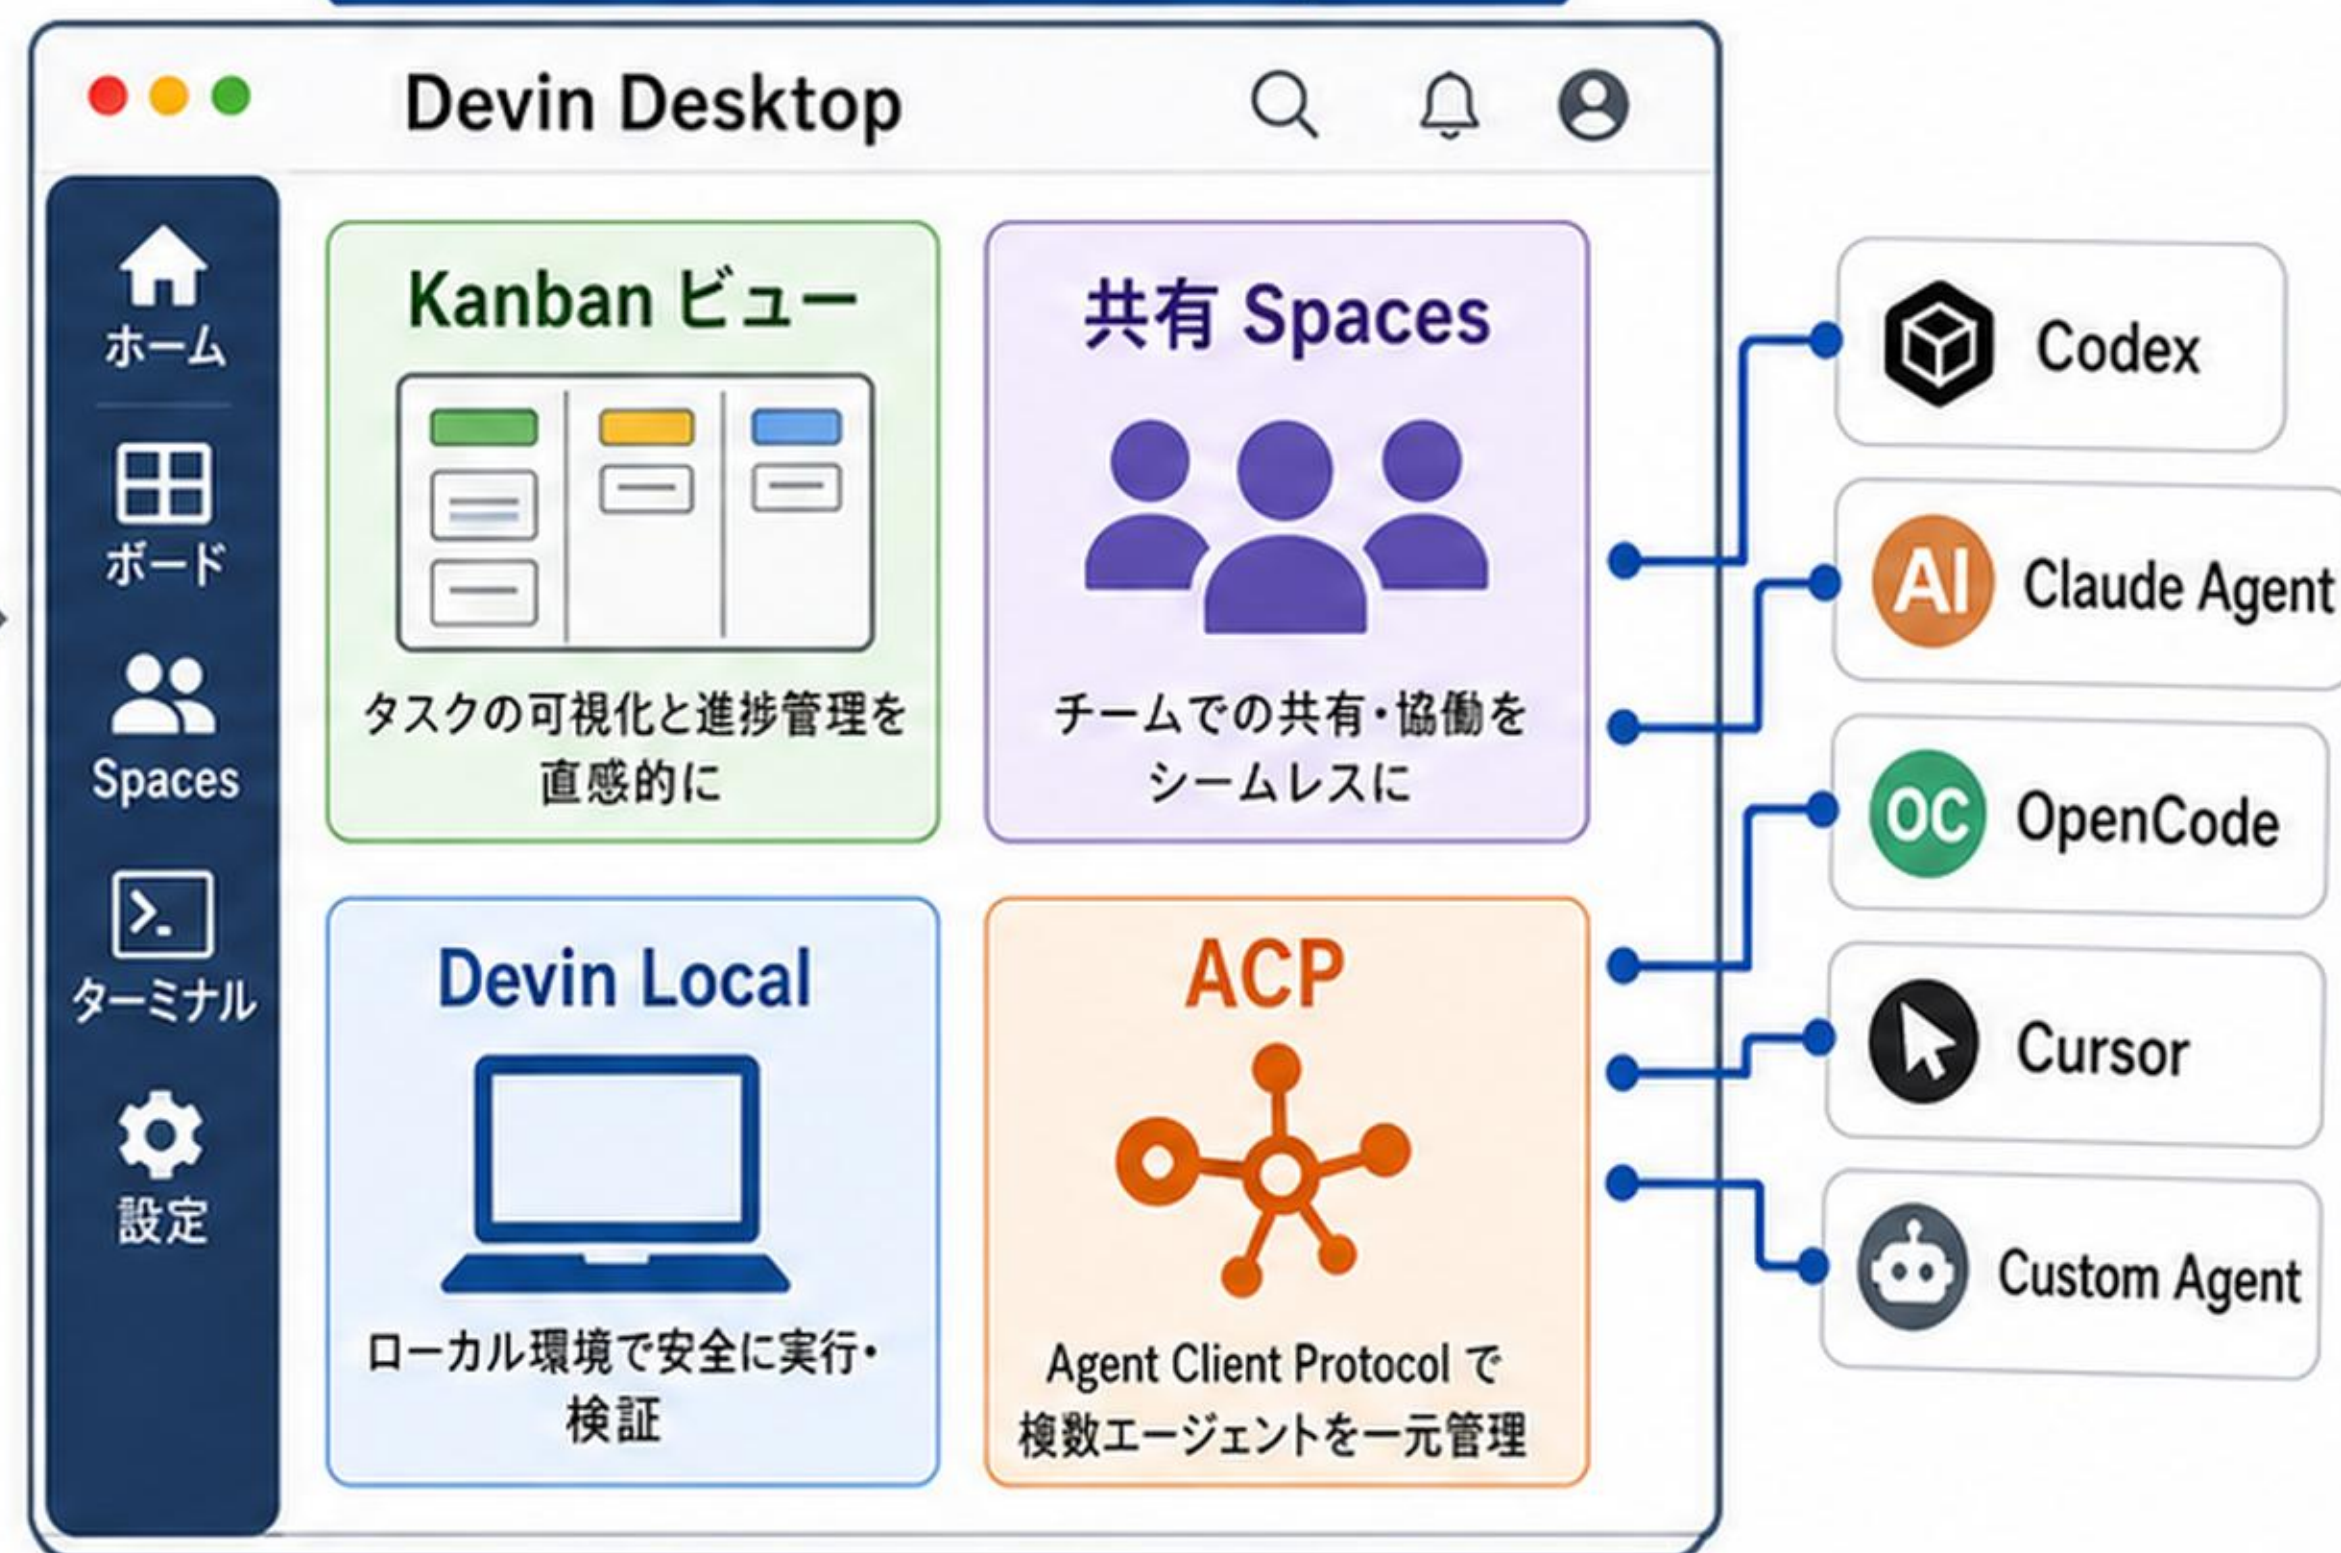 Devin Desktop
ホーム
ボード
Spaces
ターミナル
設定
Kanban ビュー
タスクの可視化と進捗管理を
直感的に
共有 Spaces
チームでの共有・協働を
シームレスに
Devin Local
ローカル環境で安全に実行・
検証
ACP
Agent Client Protocol で
複数エージェントを一元管理
Codex
AI Claude Agent
OC OpenCode
Cursor
Custom Agent